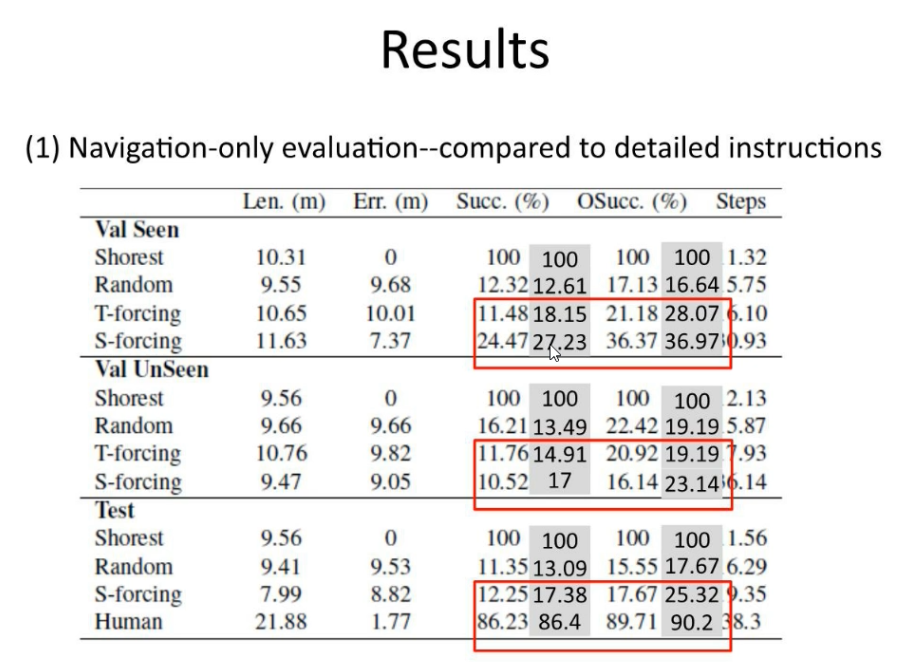 Results
(1) Navigation-only evaluation--compared to detailed instructions
Len. (m) Err. (m) Succ. (%) OSucc. (%) Steps
Val Seen
Shorest 10.31 0 100 100 100 100 1.32
Random 9.55 9.68 12.32 12.61 17.13 16.64 5.75
T-forcing 10.65 10.01 11.48 18.15 21.18 28.07 6.10
S-forcing 11.63 7.37 24.47 27.23 36.37 36.97 0.93
Val UnSeen
Shorest 9.56 0 100 100 100 100 2.13
Random 9.66 9.66 16.21 13.49 22.42 19.19 5.87
T-forcing 10.76 9.82 11.76 14.91 20.92 19.19 7.93
S-forcing 9.47 9.05 10.52 17 16.14 23.14 6.14
Test
Shorest 9.56 0 100 100 100 100 1.56
Random 9.41 9.53 11.35 13.09 15.55 17.67 6.29
S-forcing 7.99 8.82 12.25 17.38 17.67 25.32 9.35
Human 21.88 1.77 86.23 86.4 89.71 90.2 38.3